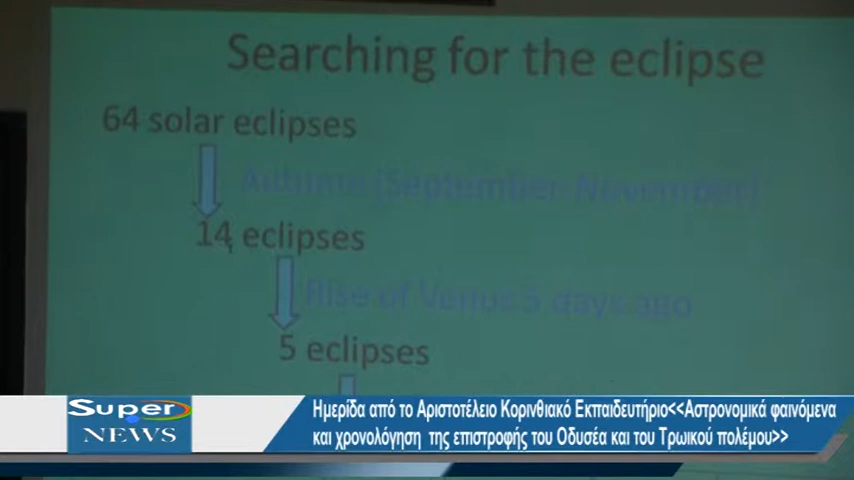 Searching for the eclipse
64 solar eclipses
Autumn (September-November)
14 eclipses
Rise of Venus 5 days ago
5 eclipses
Super
NEWS
Ημερίδα από το Αριστοτέλειο Κορινθιακό Εκπαιδευτήριο<<Αστρονομικά φαινόμενα
και χρονολόγηση της επιστροφής του Οδυσέα και του Τρωικού πολέμου>>